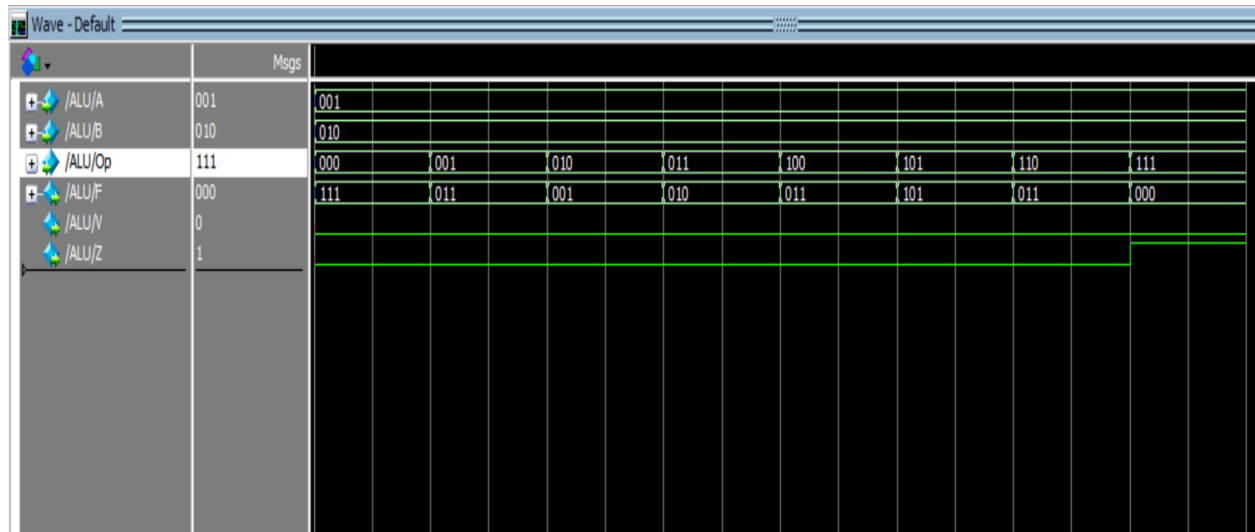 Wave - Default
Msgs
/ALU/A 001 001
/ALU/B 010 010
/ALU/Op 111 000 001 010 011 100 101 110 111
/ALU/F 000 111 011 001 010 011 101 011 000
/ALU/V 0
/ALU/Z 1